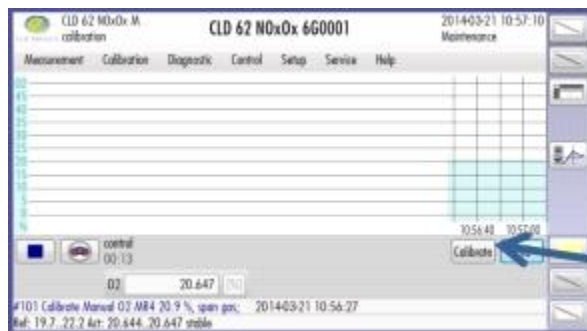 CLD 62 NOxOx M
calibration
CLD 62 NOxOx 6G0001
2014-03-21 10:57:10
Maintenance
Measurement Calibration Diagnostic Control Setup Service Help
10:56:40 10:57:00
%
control
00:13
Calibrate
O2 20.647 [%]
#101 Calibrate Manual O2 MR4 20.9 %, span gas; 2014-03-21 10:56:27
Ref: 19.7..22.2 Act: 20.644..20.647 stable